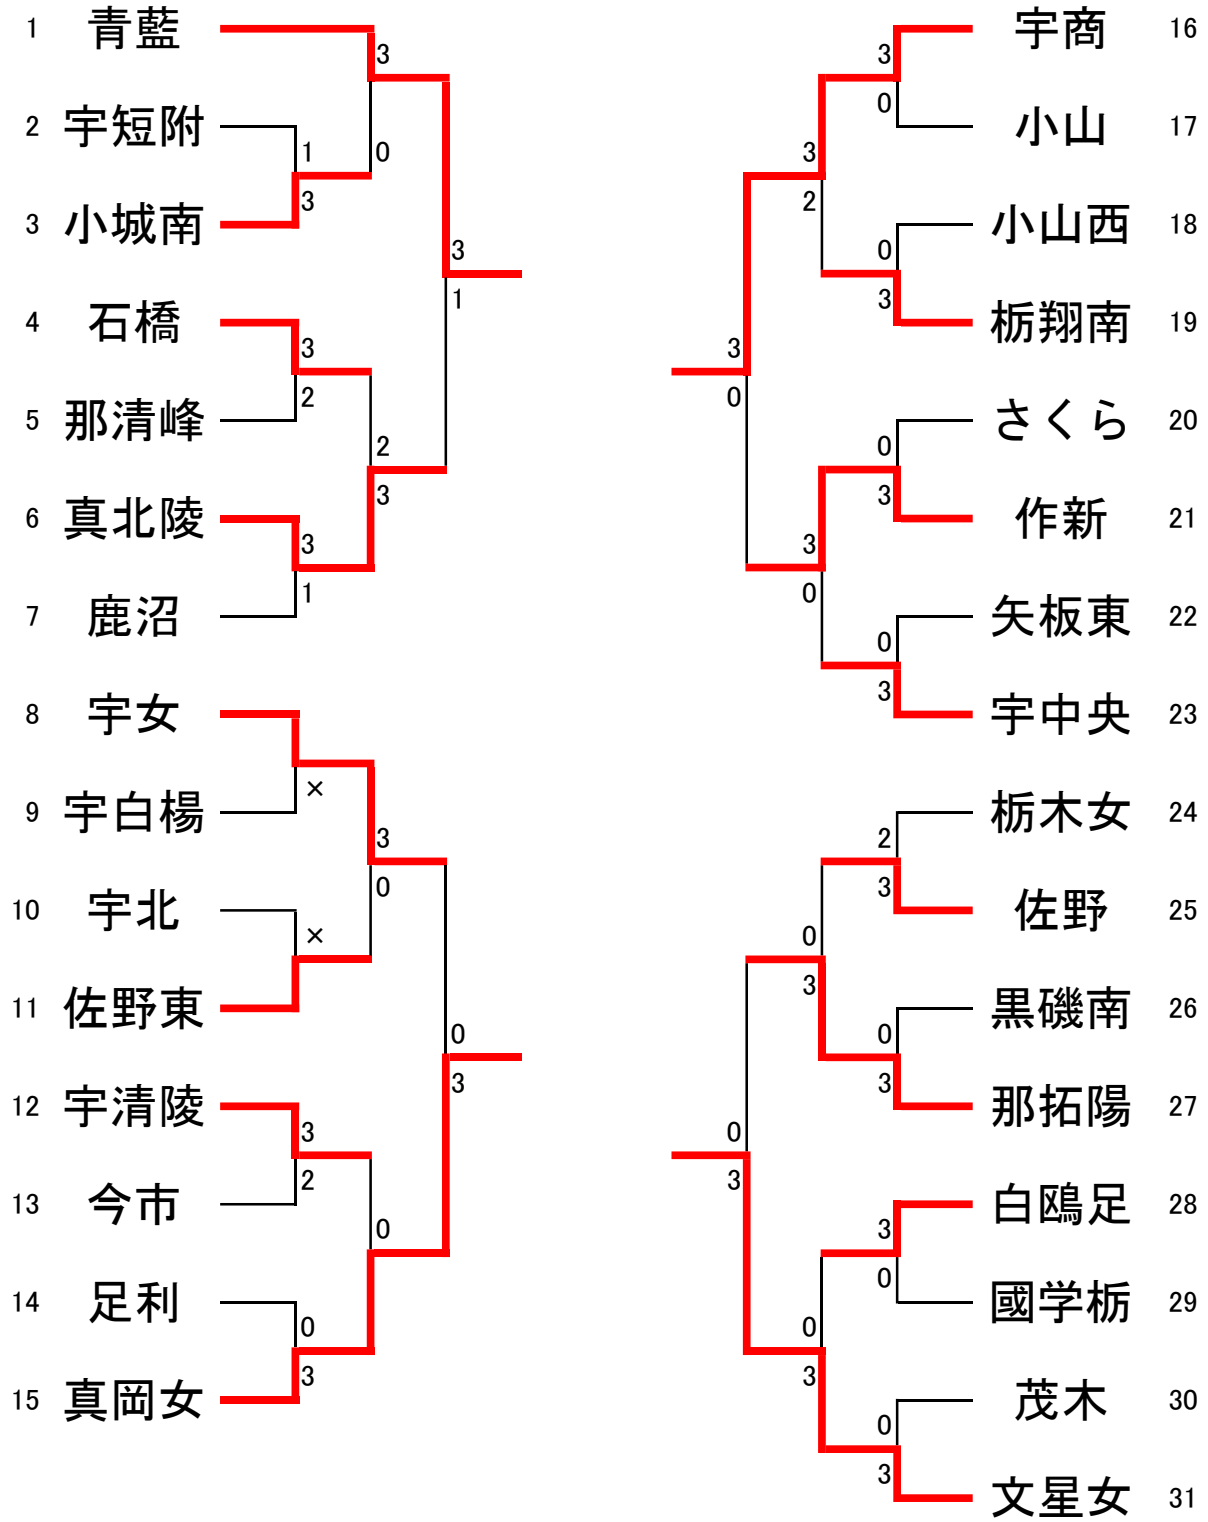 1 青藍
2 宇短附
3 小城南
4 石橋
5 那清峰
6 真北陵
7 鹿沼
8 宇女
9 宇白楊
10 宇北
11 佐野東
12 宇清陵
13 今市
14 足利
15 真岡女
3
0
1
3
3
1
3
2
2
3
3
1
×
3
0
×
0
3
3
2
0
0
3
宇商 16
小山 17
小山西 18
栃翔南 19
さくら 20
作新 21
矢板東 22
宇中央 23
栃木女 24
佐野 25
黒磯南 26
那拓陽 27
白鴎足 28
國学栃 29
茂木 30
文星女 31
3
0
3
2
0
3
3
0
0
3
3
0
0
3
2
3
0
3
0
3
0
3
3
0
0
3
0
3